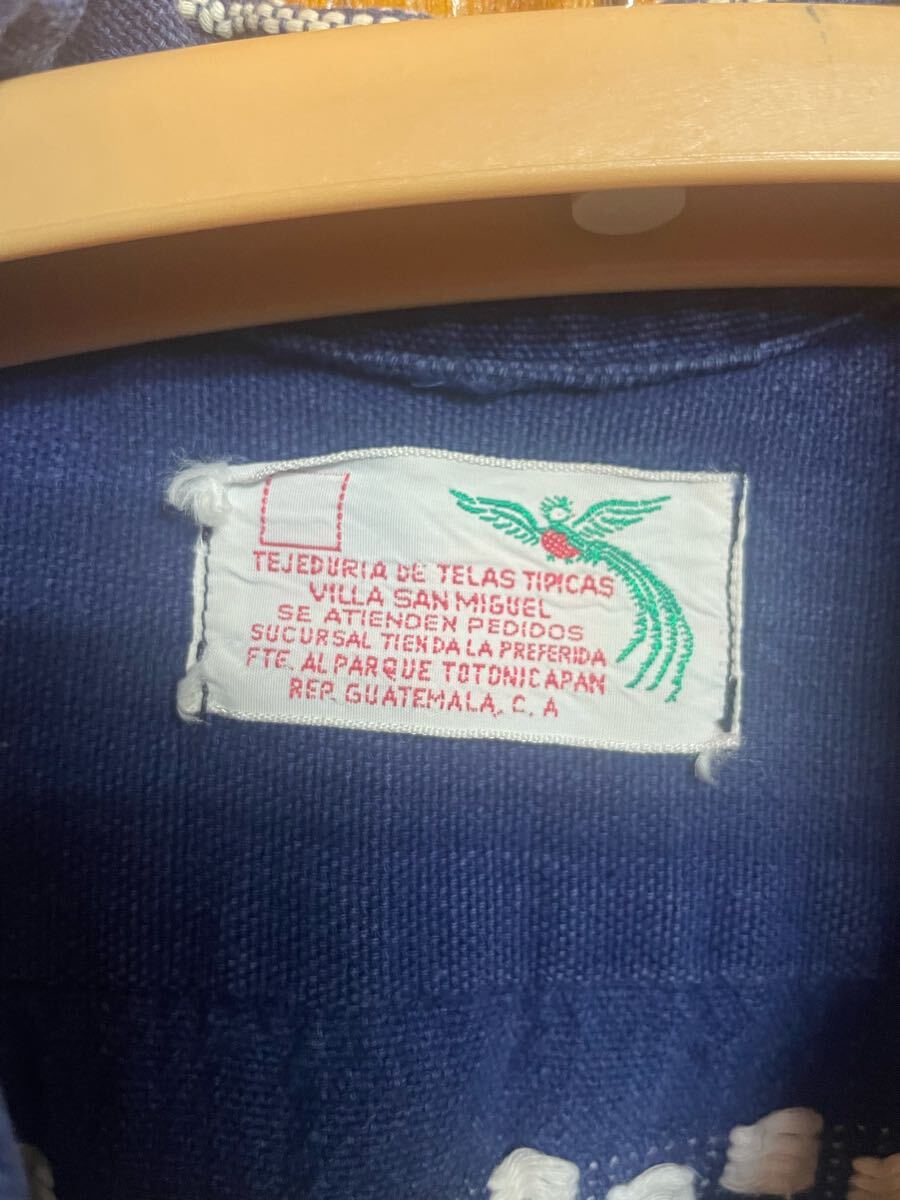 TEJEDURIA DE TELAS TIPICAS
VILLA SAN MIGUEL
SE ATIENDEN PEDIDOS
SUCURSAL TIENDA LA PREFERIDA
FTE. AL PARQUE TOTONICAPAN
REP. GUATEMALA, C. A